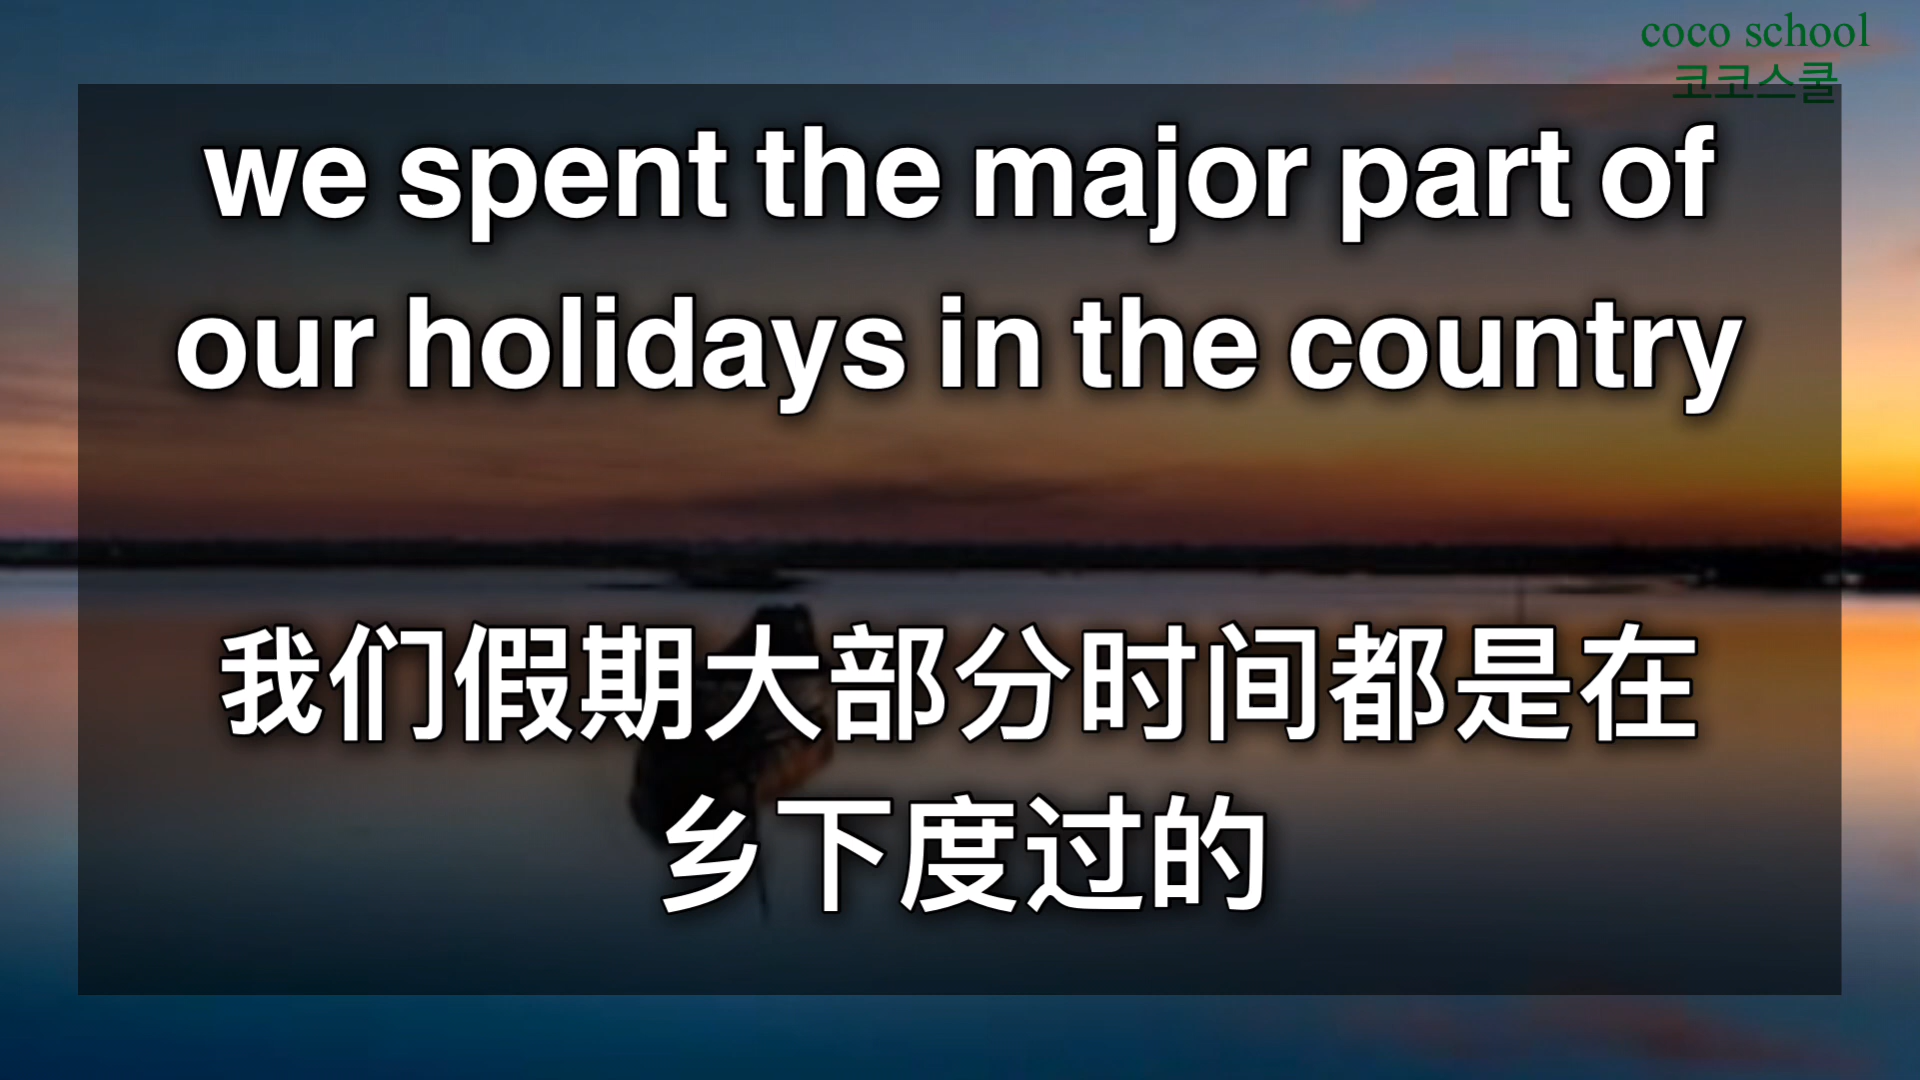 coco school
코코스쿨
we spent the major part of
our holidays in the country
我们假期大部分时间都是在
乡下度过的